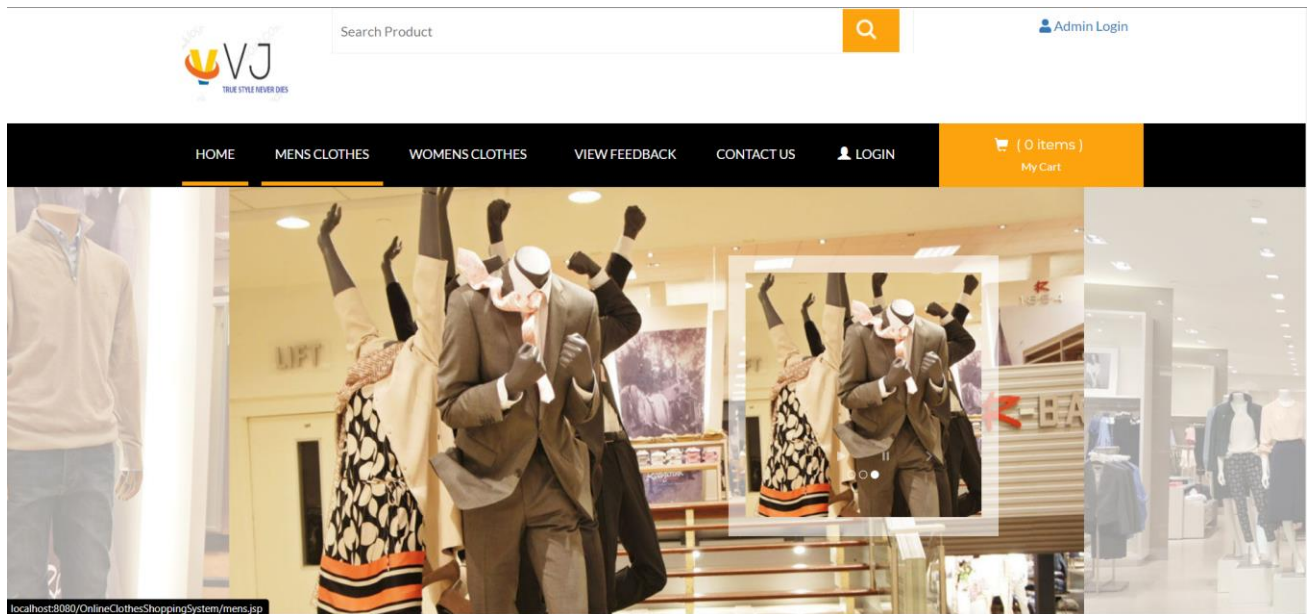 Search Product
Admin Login
VJ
TRUE STYLE NEVER DIES
HOME MENS CLOTHES WOMENS CLOTHES VIEW FEEDBACK CONTACT US LOGIN
( 0 items )
My Cart
LIFT
localhost:8080/OnlineClothesShoppingSystem/mens.jsp